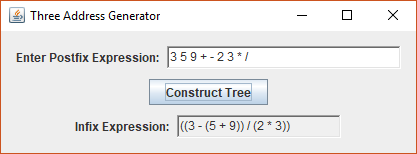 Three Address Generator
Enter Postfix Expression: 3 5 9 + - 2 3 * /
Construct Tree
Infix Expression: ((3 - (5 + 9)) / (2 * 3))